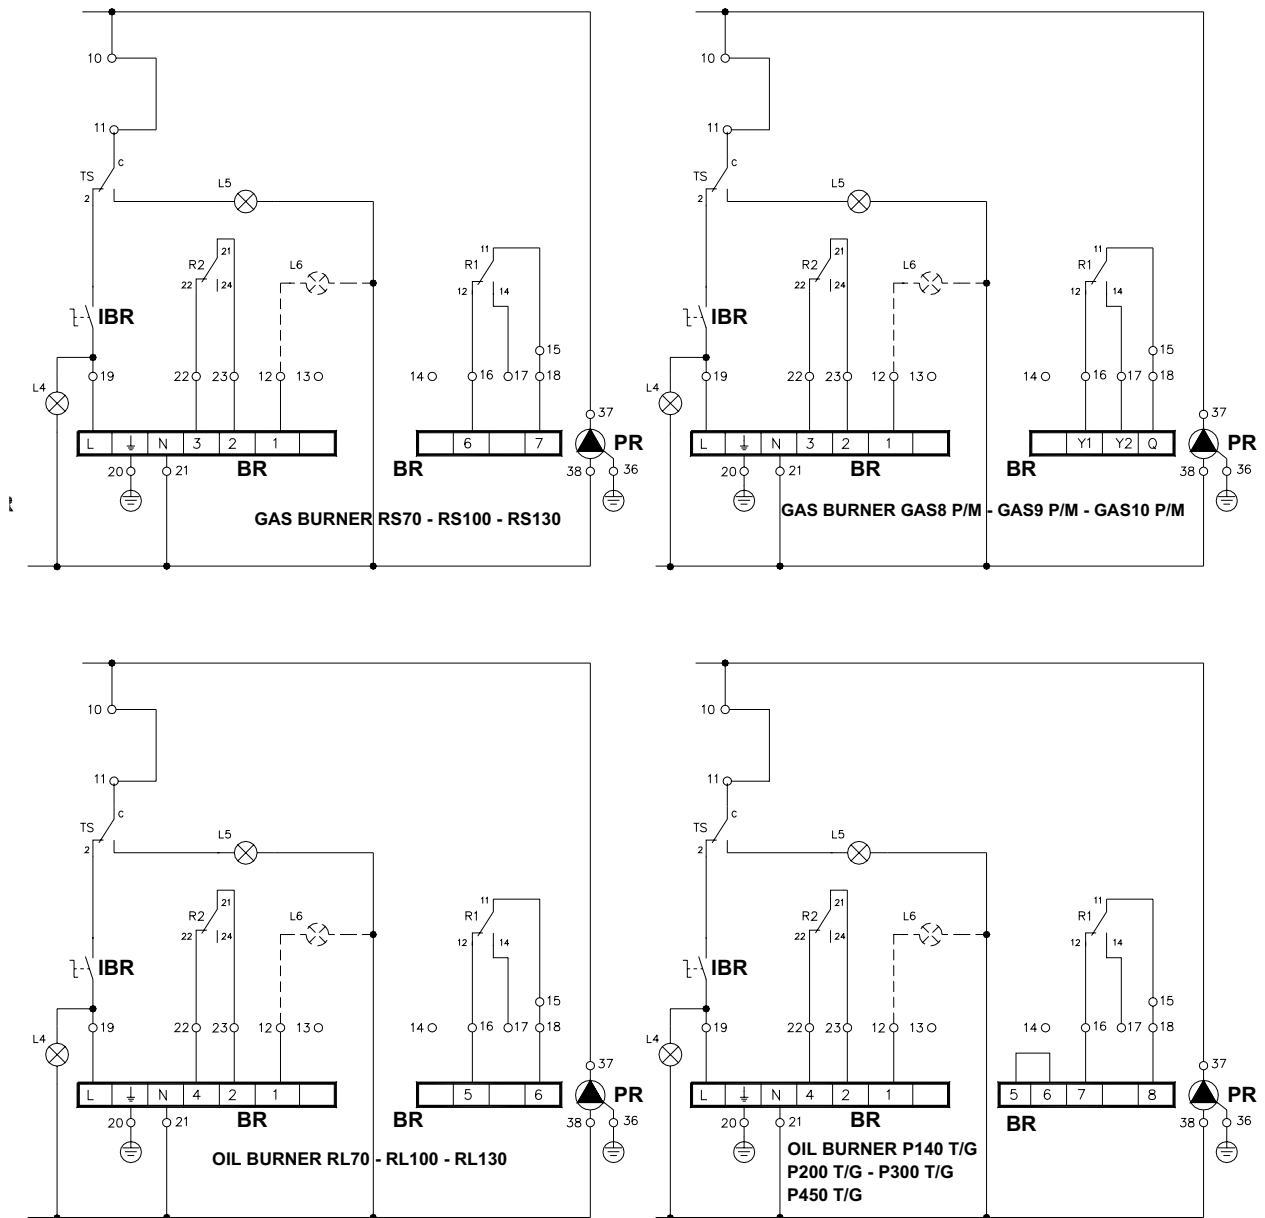 10
11
C
TS
2
L5
21
R2
22
24
L6
11
R1
12
14
IBR
15
19
22
23
12
13
14
16
17
18
L4
37
L
N
3
2
1
6
7
PR
BR
BR
20
21
38
36
GAS BURNER RS70 - RS100 - RS130
10
11
C
TS
2
L5
21
R2
22
24
L6
11
R1
12
14
IBR
15
19
22
23
12
13
14
16
17
18
L4
37
L
N
3
2
1
Y1
Y2
Q
PR
BR
BR
20
21
38
36
GAS BURNER GAS8 P/M - GAS9 P/M - GAS10 P/M
10
11
C
TS
2
L5
21
R2
22
24
L6
11
R1
12
14
IBR
15
19
22
23
12
13
14
16
17
18
L4
37
L
N
4
2
1
5
6
PR
BR
BR
20
21
38
36
OIL BURNER RL70 - RL100 - RL130
10
11
C
TS
2
L5
21
R2
22
24
L6
11
R1
12
14
IBR
15
19
22
23
12
13
14
16
17
18
L4
37
L
N
4
2
1
5
6
7
8
PR
BR
BR
20
21
38
36
OIL BURNER P140 T/G
P200 T/G - P300 T/G
P450 T/G